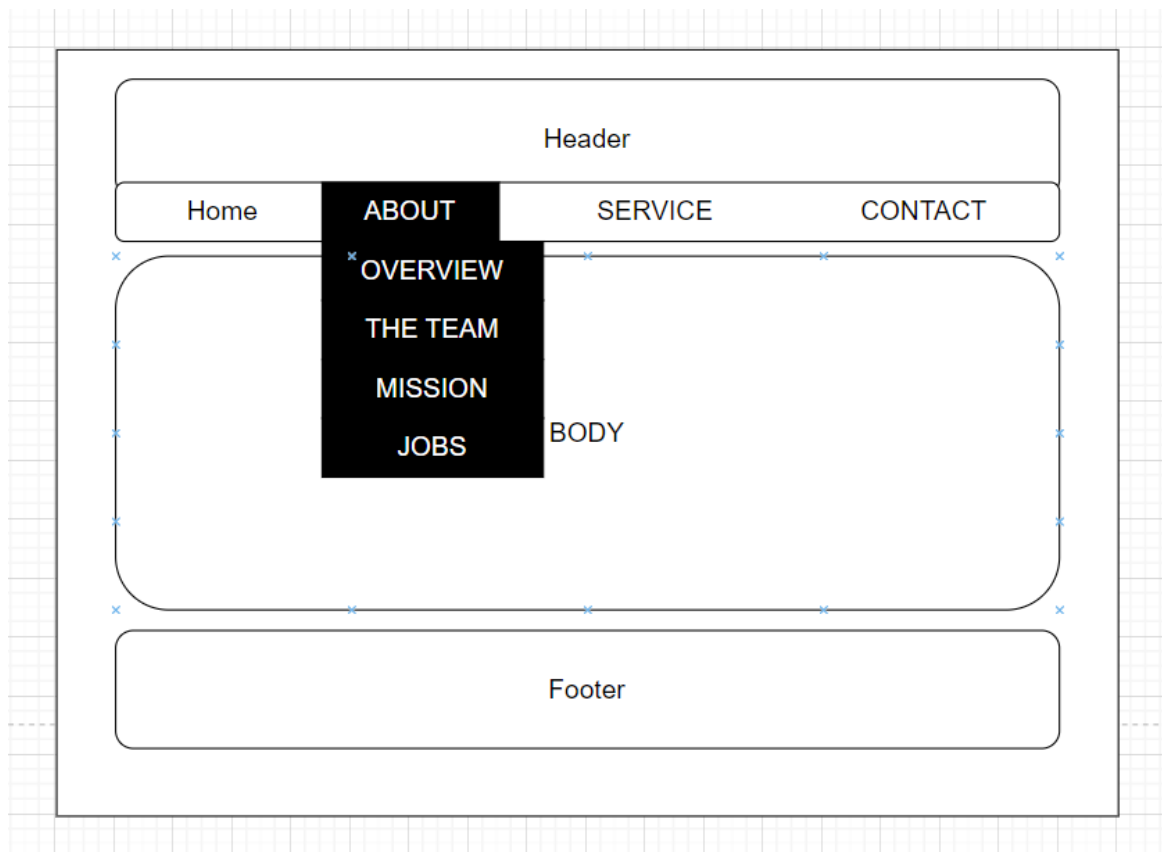 Header
Home ABOUT SERVICE CONTACT
OVERVIEW
THE TEAM
MISSION
BODY
JOBS
Footer